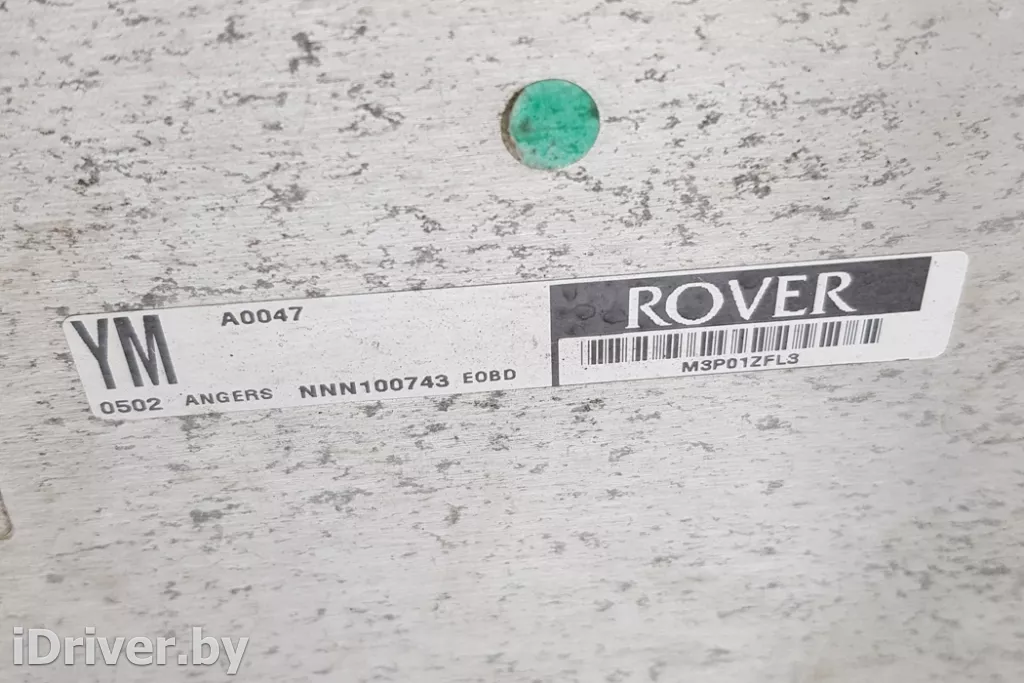 YM
A0047
0502 ANGERS NNN100743 EOBD
ROVER
M3P01ZFL3
iDriver.by